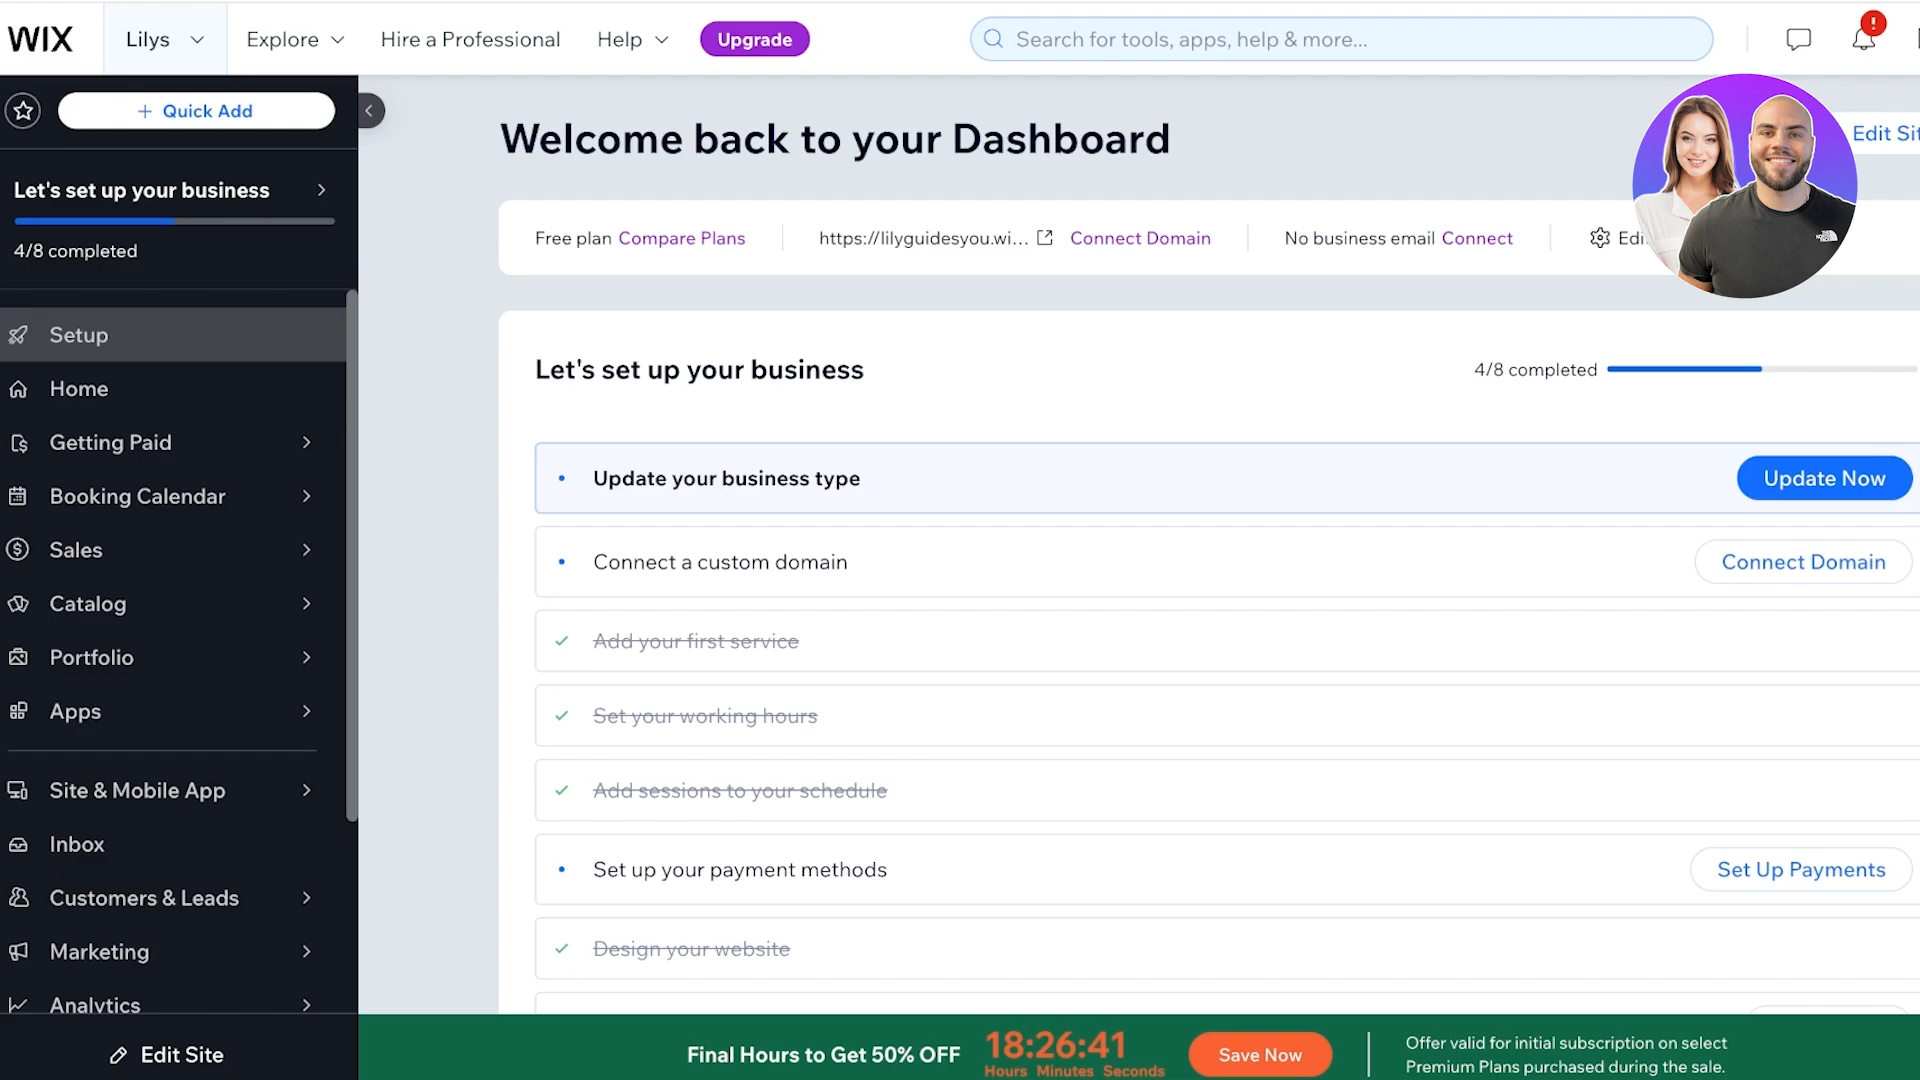 WIX
Lilys
Explore
Hire a Professional
Help
Upgrade
Search for tools, apps, help & more...
!
+ Quick Add
Let's set up your business
4/8 completed
Setup
Home
Getting Paid
Booking Calendar
Sales
Catalog
Portfolio
Apps
Site & Mobile App
Inbox
Customers & Leads
Marketing
Analytics
Edit Site
Welcome back to your Dashboard
Edit Sit
Free plan Compare Plans
https://lilyguidesyou.wi... Connect Domain
No business email Connect
Edi
Let's set up your business
4/8 completed
Update your business type
Update Now
Connect a custom domain
Connect Domain
Add your first service
Set your working hours
Add sessions to your schedule
Set up your payment methods
Set Up Payments
Design your website
Final Hours to Get 50% OFF
18:26:41
Hours Minutes Seconds
Save Now
Offer valid for initial subscription on select
Premium Plans purchased during the sale.